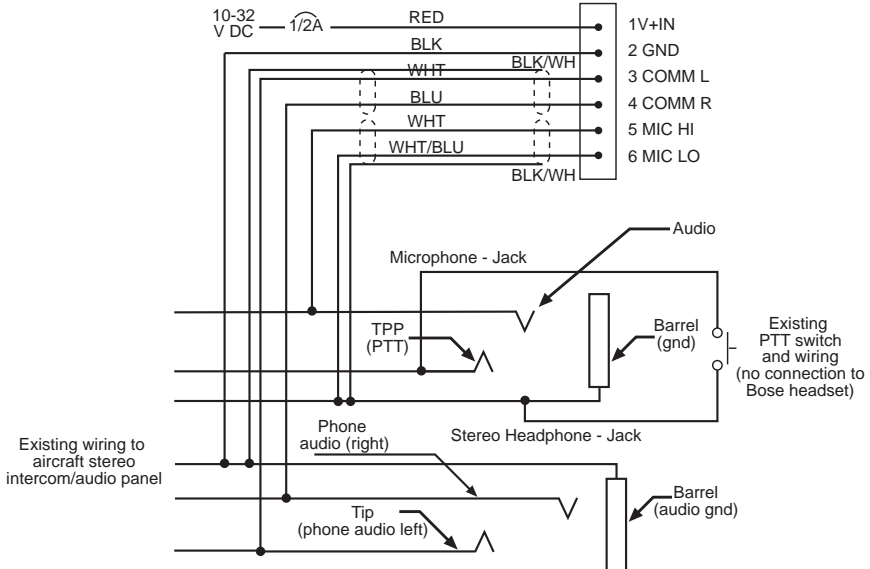 10-32
V DC
1/2A
RED
1V+IN
BLK
2 GND
BLK/WH
WHT
3 COMM L
BLU
4 COMM R
WHT
5 MIC HI
WHT/BLU
6 MIC LO
BLK/WH
Audio
Microphone - Jack
TPP
(PTT)
Barrel
(gnd)
Existing
PTT switch
and wiring
(no connection to
Bose headset)
Phone
audio (right)
Stereo Headphone - Jack
Existing wiring to
aircraft stereo
intercom/audio panel
Tip
(phone audio left)
Barrel
(audio gnd)